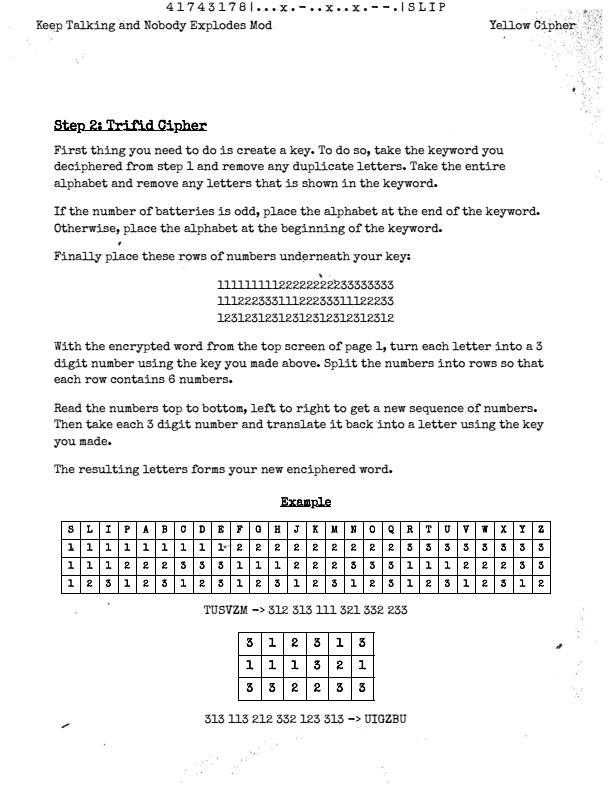 41743178|...x.-..x..x.--.|SLIP
Keep Talking and Nobody Explodes Mod Yellow Cipher
Step 2: Trifid Cipher
First thing you need to do is create a key. To do so, take the keyword you
deciphered from step 1 and remove any duplicate letters. Take the entire
alphabet and remove any letters that is shown in the keyword.
If the number of batteries is odd, place the alphabet at the end of the keyword.
Otherwise, place the alphabet at the beginning of the keyword.
Finally place these rows of numbers underneath your key:
11111111122222222233333333
11122233311122233311122233
12312312312312312312312312
With the encrypted word from the top screen of page 1, turn each letter into a 3
digit number using the key you made above. Split the numbers into rows so that
each row contains 6 numbers.
Read the numbers top to bottom, left to right to get a new sequence of numbers.
Then take each 3 digit number and translate it back into a letter using the key
you made.
The resulting letters forms your new enciphered word.
Example
S L I P A B C D E F G H J K M N O Q R T U V W X Y Z
1 1 1 1 1 1 1 1 1 2 2 2 2 2 2 2 2 2 3 3 3 3 3 3 3 3
1 1 1 2 2 2 3 3 3 1 1 1 2 2 2 3 3 3 1 1 1 2 2 2 3 3
1 2 3 1 2 3 1 2 3 1 2 3 1 2 3 1 2 3 1 2 3 1 2 3 1 2
TUSVZM -> 312 313 111 321 332 233
3 1 2 3 1 3
1 1 1 3 2 1
3 3 2 2 3 3
313 113 212 332 123 313 -> UIGZBU